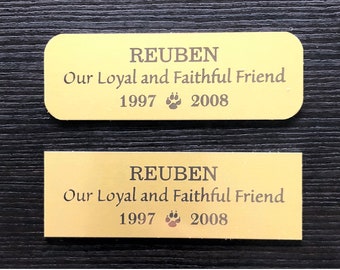 REUBEN
Our Loyal and Faithful Friend
1997 2008
REUBEN
Our Loyal and Faithful Friend
1997 2008